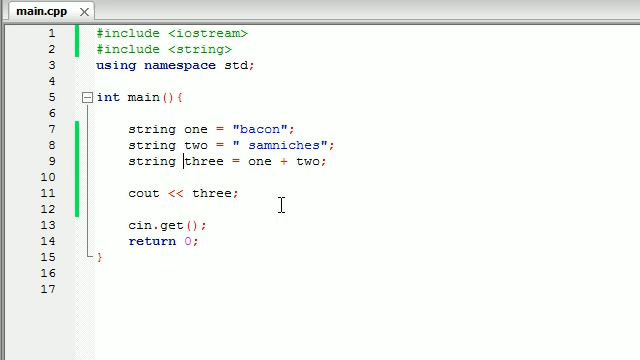 main.cpp
1 #include <iostream>
2 #include <string>
3 using namespace std;
4
5 int main(){
6
7 string one = "bacon";
8 string two = " samniches";
9 string three = one + two;
10
11 cout << three;
12
13 cin.get();
14 return 0;
15 }
16
17